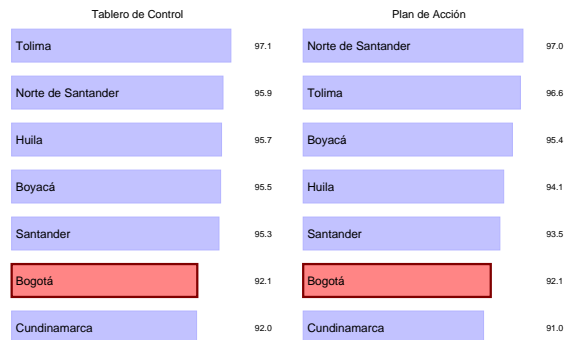 Tablero de Control
Tolima 97.1
Norte de Santander 95.9
Huila 95.7
Boyacá 95.5
Santander 95.3
Bogotá 92.1
Cundinamarca 92.0
Plan de Acción
Norte de Santander 97.0
Tolima 96.6
Boyacá 95.4
Huila 94.1
Santander 93.5
Bogotá 92.1
Cundinamarca 91.0